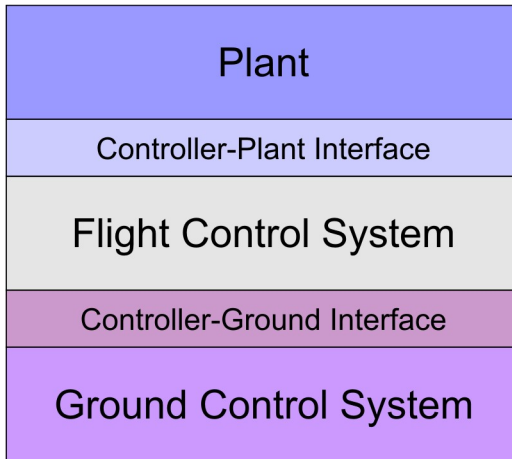 Plant
Controller-Plant Interface
Flight Control System
Controller-Ground Interface
Ground Control System